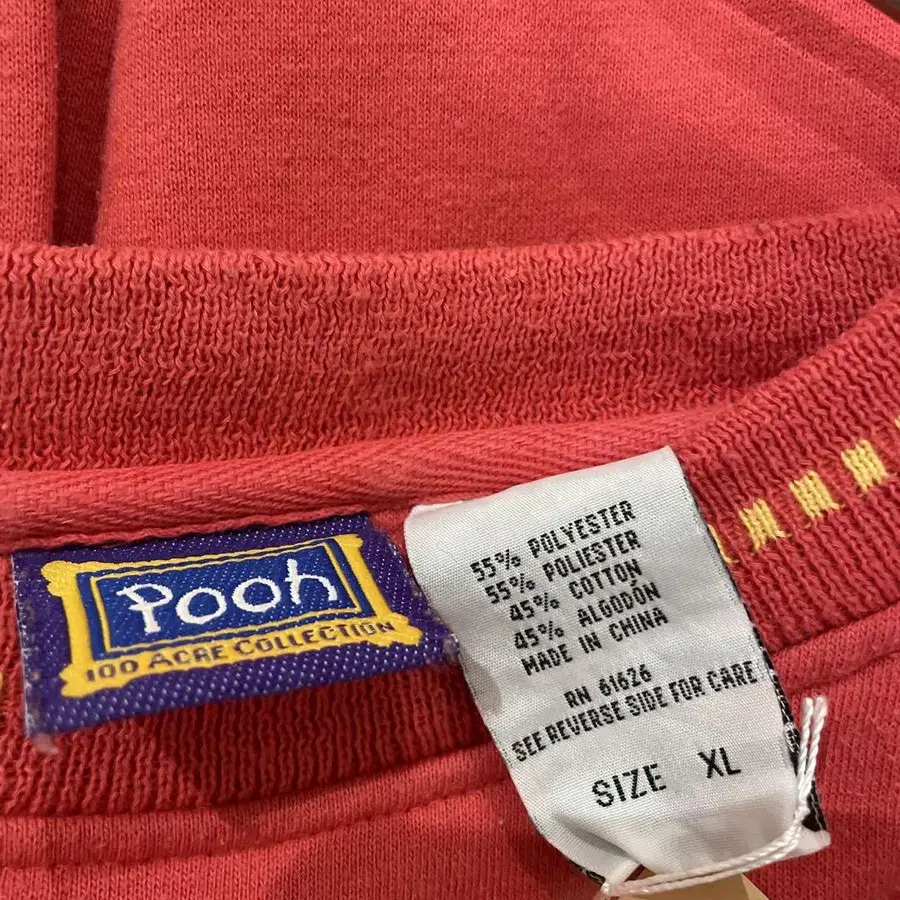 Pooh
100 ACRE COLLECTION
55% POLYESTER
55% POLIESTER
45% COTTON
45% ALGODÓN
MADE IN CHINA
RN 61626
SEE REVERSE SIDE FOR CARE
SIZE XL